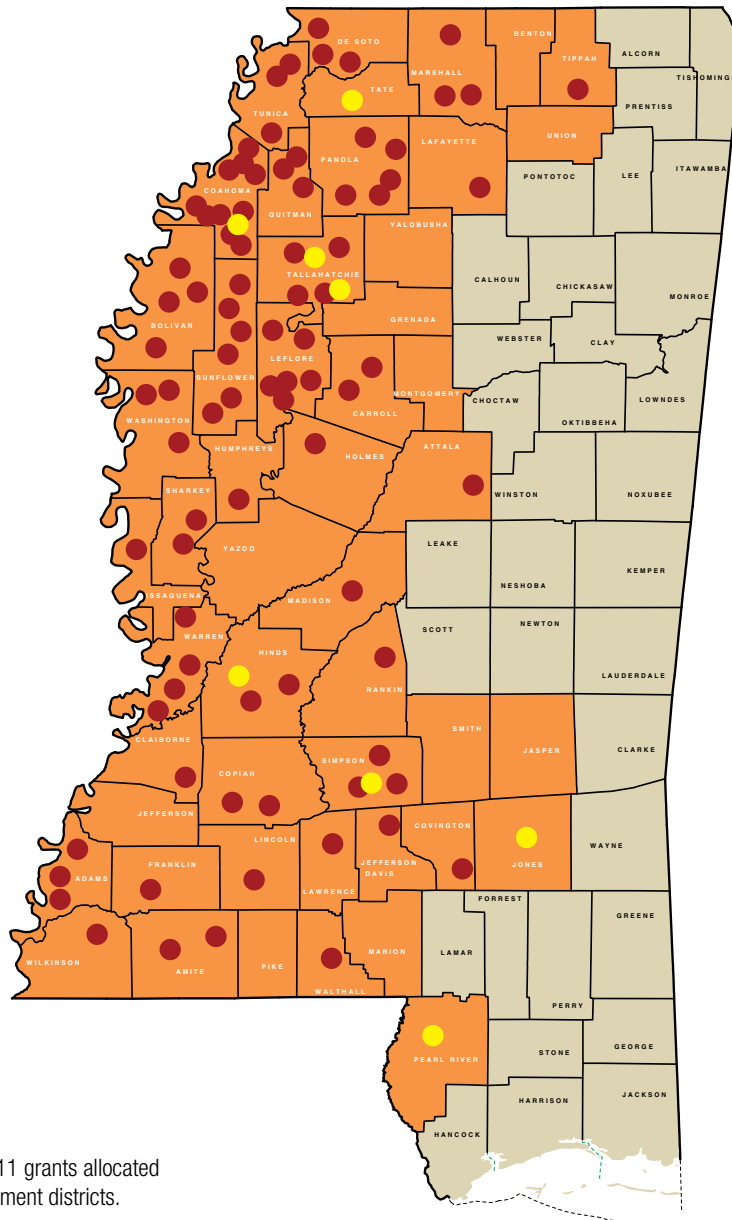 DE SOTO
BENTON
ALCORN
TIPPAH
MARSHALL
TISHOMING
TATE
PRENTISS
TUNICA
UNION
LAFAYETTE
PANOLA
ITAWAMBA
PONTOTOC
LEE
COAHOMA
QUITMAN
YALOBUSHA
TALLAHATCHIE
CALHOUN
CHICKASAW
MONROE
GRENADA
BOLIVAR
WEBSTER
CLAY
LEFLORE
SUNFLOWER
MONTGOMERY
CHOCTAW
LOWNDES
CARROLL
WASHINGTON
OKTIBBEHA
ATTALA
HUMPHREYS
HOLMES
SHARKEY
WINSTON
NOXUBEE
LEAKE
YAZOO
KEMPER
NESHOBA
ISSAQUENA
MADISON
NEWTON
SCOTT
WARREN
HINDS
LAUDERDALE
RANKIN
SMITH
CLAIBORNE
JASPER
CLARKE
SIMPSON
COPIAH
JEFFERSON
COVINGTON
LINCOLN
WAYNE
FRANKLIN
JEFFERSON
DAVIS
JONES
ADAMS
LAWRENCE
FORREST
GREENE
MARION
LAMAR
WILKINSON
PIKE
AMITE
WALTHALL
PERRY
GEORGE
STONE
PEARL RIVER
JACKSON
HARRISON
HANCOCK
11 grants allocated
ment districts.